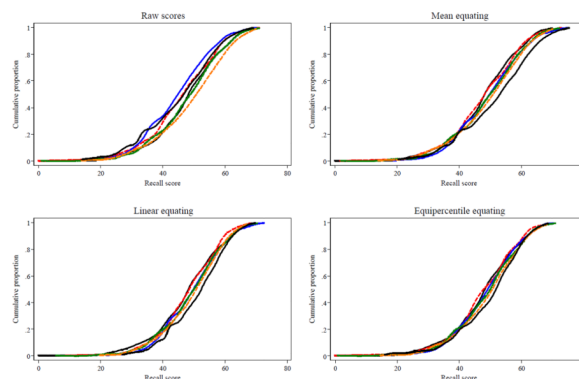 Raw scores
Cumulative proportion
1
.8
.6
.4
.2
0
0 20 40 60 80
Recall score
Mean equating
Cumulative proportion
1
.8
.6
.4
.2
0
0 20 40 60
Recall score
Linear equating
Cumulative proportion
1
.8
.6
.4
.2
0
0 20 40 60 80
Recall score
Equipercentile equating
Cumulative proportion
1
.8
.6
.4
.2
0
0 20 40 60
Recall score